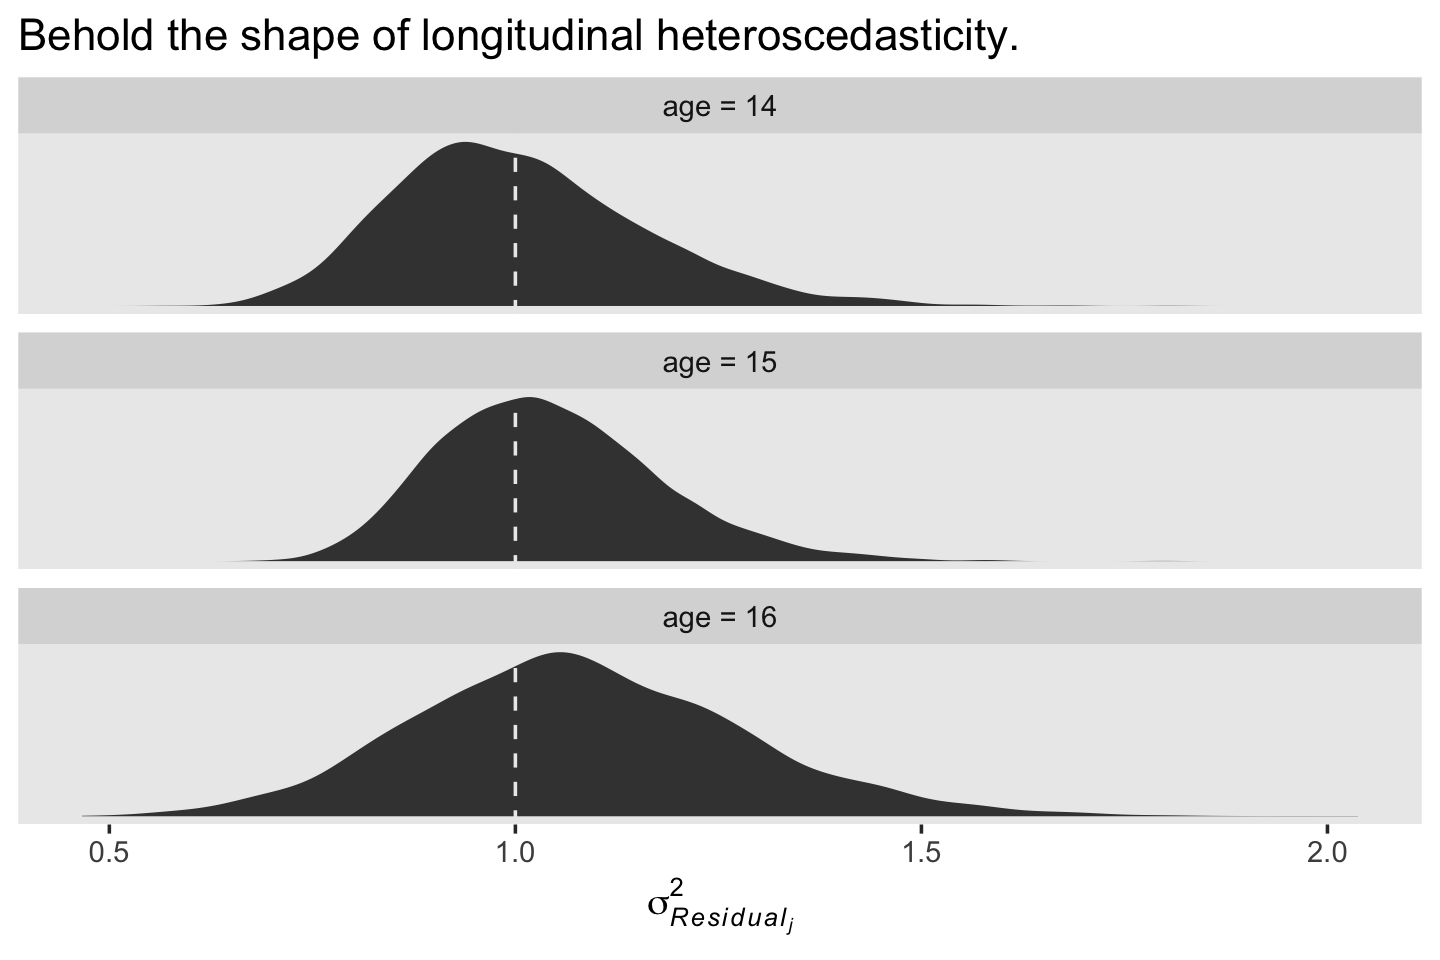 Behold the shape of longitudinal heteroscedasticity.
age = 14
age = 15
age = 16
0.5 1.0 1.5 2.0
σ²Residualⱼ